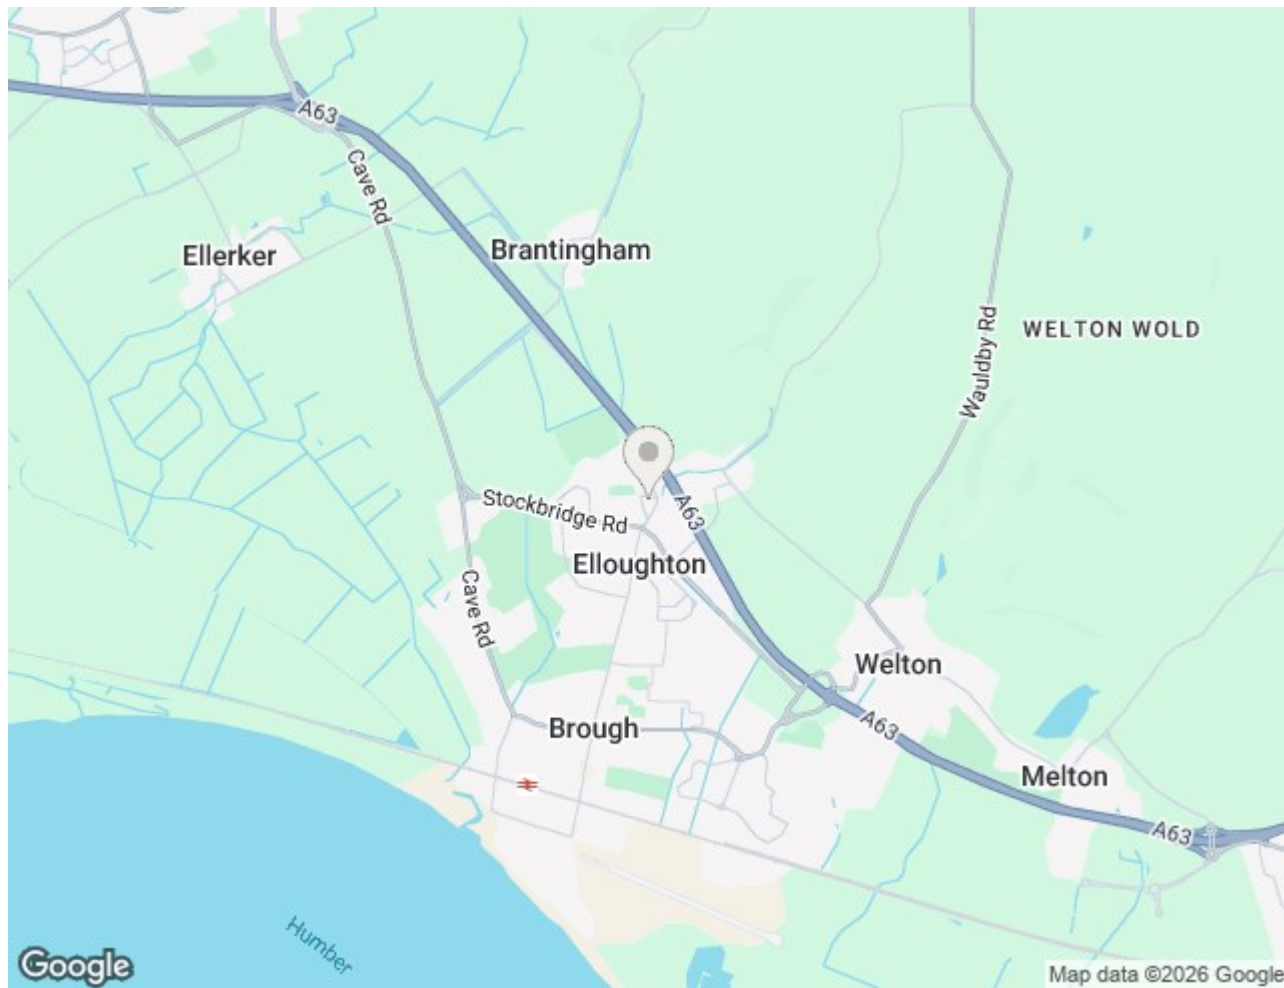 A63
Cave Rd
Ellerker
Brantingham
WELTON WOLD
Wauldby Rd
Stockbridge Rd
A63
Elloughton
Cave Rd
Welton
Brough
A63
Melton
A63
Humber
Google
Map data ©2026 Google